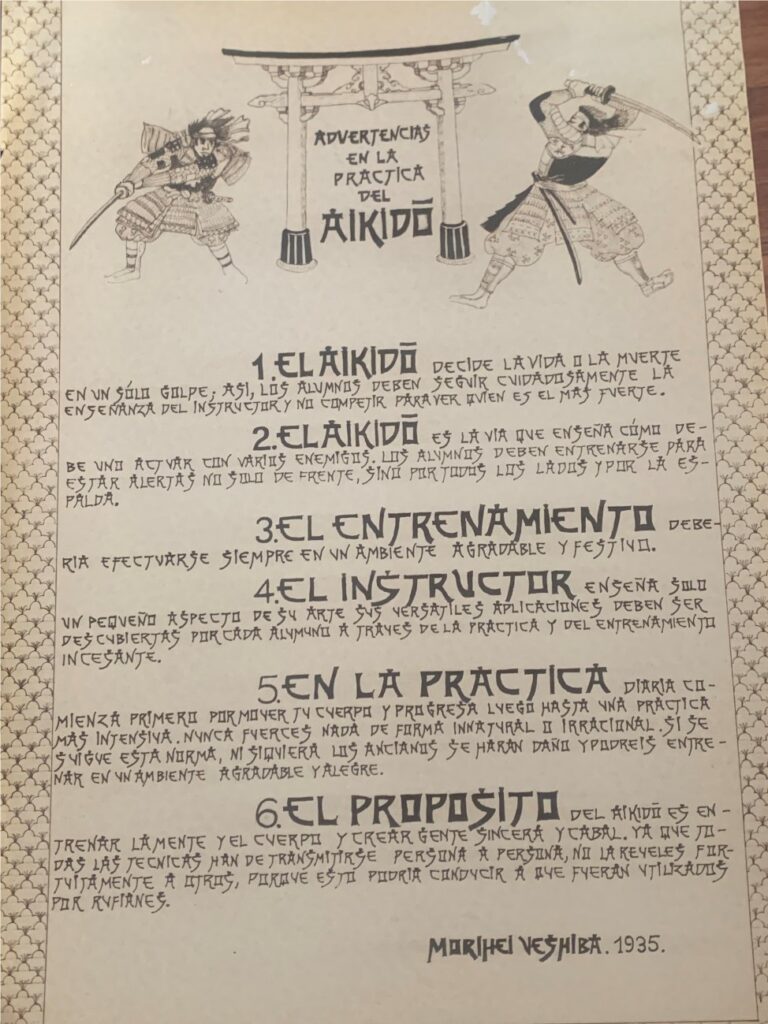 ADVERTENCIAS
EN LA
PRACTICA
DEL
AIKIDŌ
1. EL AIKIDŌ DECIDE LA VIDA O LA MUERTE
EN UN SÓLO GOLPE; ASI, LOS ALUMNOS DEBEN SEGUIR CUIDADOSAMENTE LA
ENSEÑANZA DEL INSTRUCTOR Y NO COMPETIR PARA VER QUIEN ES EL MAS FUERTE.
2. EL AIKIDŌ ES LA VIA QUE ENSEÑA CÓMO DE-
BE UNO ACTUAR CON VARIOS ENEMIGOS. LOS ALUMNOS DEBEN ENTRENARSE PARA
ESTAR ALERTAS NO SOLO DE FRENTE, SINO POR TODOS LOS LADOS Y POR LA ES-
PALDA.
3. EL ENTRENAMIENTO DEBE-
RIA EFECTUARSE SIEMPRE EN UN AMBIENTE AGRADABLE Y FESTIVO.
4. EL INSTRUCTOR ENSEÑA SOLO
UN PEQUEÑO ASPECTO DE SU ARTE SUS VERSATILES APLICACIONES DEBEN SER
DESCUBIERTAS POR CADA ALUMUNO A TRAVES DE LA PRACTICA Y DEL ENTRENAMIENTO
INCESANTE.
5. EN LA PRACTICA DIARIA CO-
MIENZA PRIMERO POR MOVER TU CUERPO Y PROGRESA LUEGO HASTA UNA PRACTICA
MAS INTENSIVA. NUNCA FUERCES NADA DE FORMA INNATURAL O IRRACIONAL. SI SE
SUIGUE ESTA NORMA, NI SIQUIERA LOS ANCIANOS SE HARAN DAÑO Y PODREIS ENTRE-
NAR EN UN AMBIENTE AGRADABLE Y ALEGRE.
6. EL PROPOSITO DEL AIKIDŌ ES EN-
TRENAR LA MENTE Y EL CUERPO Y CREAR GENTE SINCERA Y CABAL. YA QUE TO-
DAS LAS TECNICAS HAN DE TRANSMITIRSE PERSONA A PERSONA, NO LA REVELES FOR-
TUITAMENTE A OTROS, PORQUE ESTO PODRIA CONDUCIR A QUE FUERAN UTILIZADOS
POR RUFIANES.
MORIHEI UESHIBA. 1935.